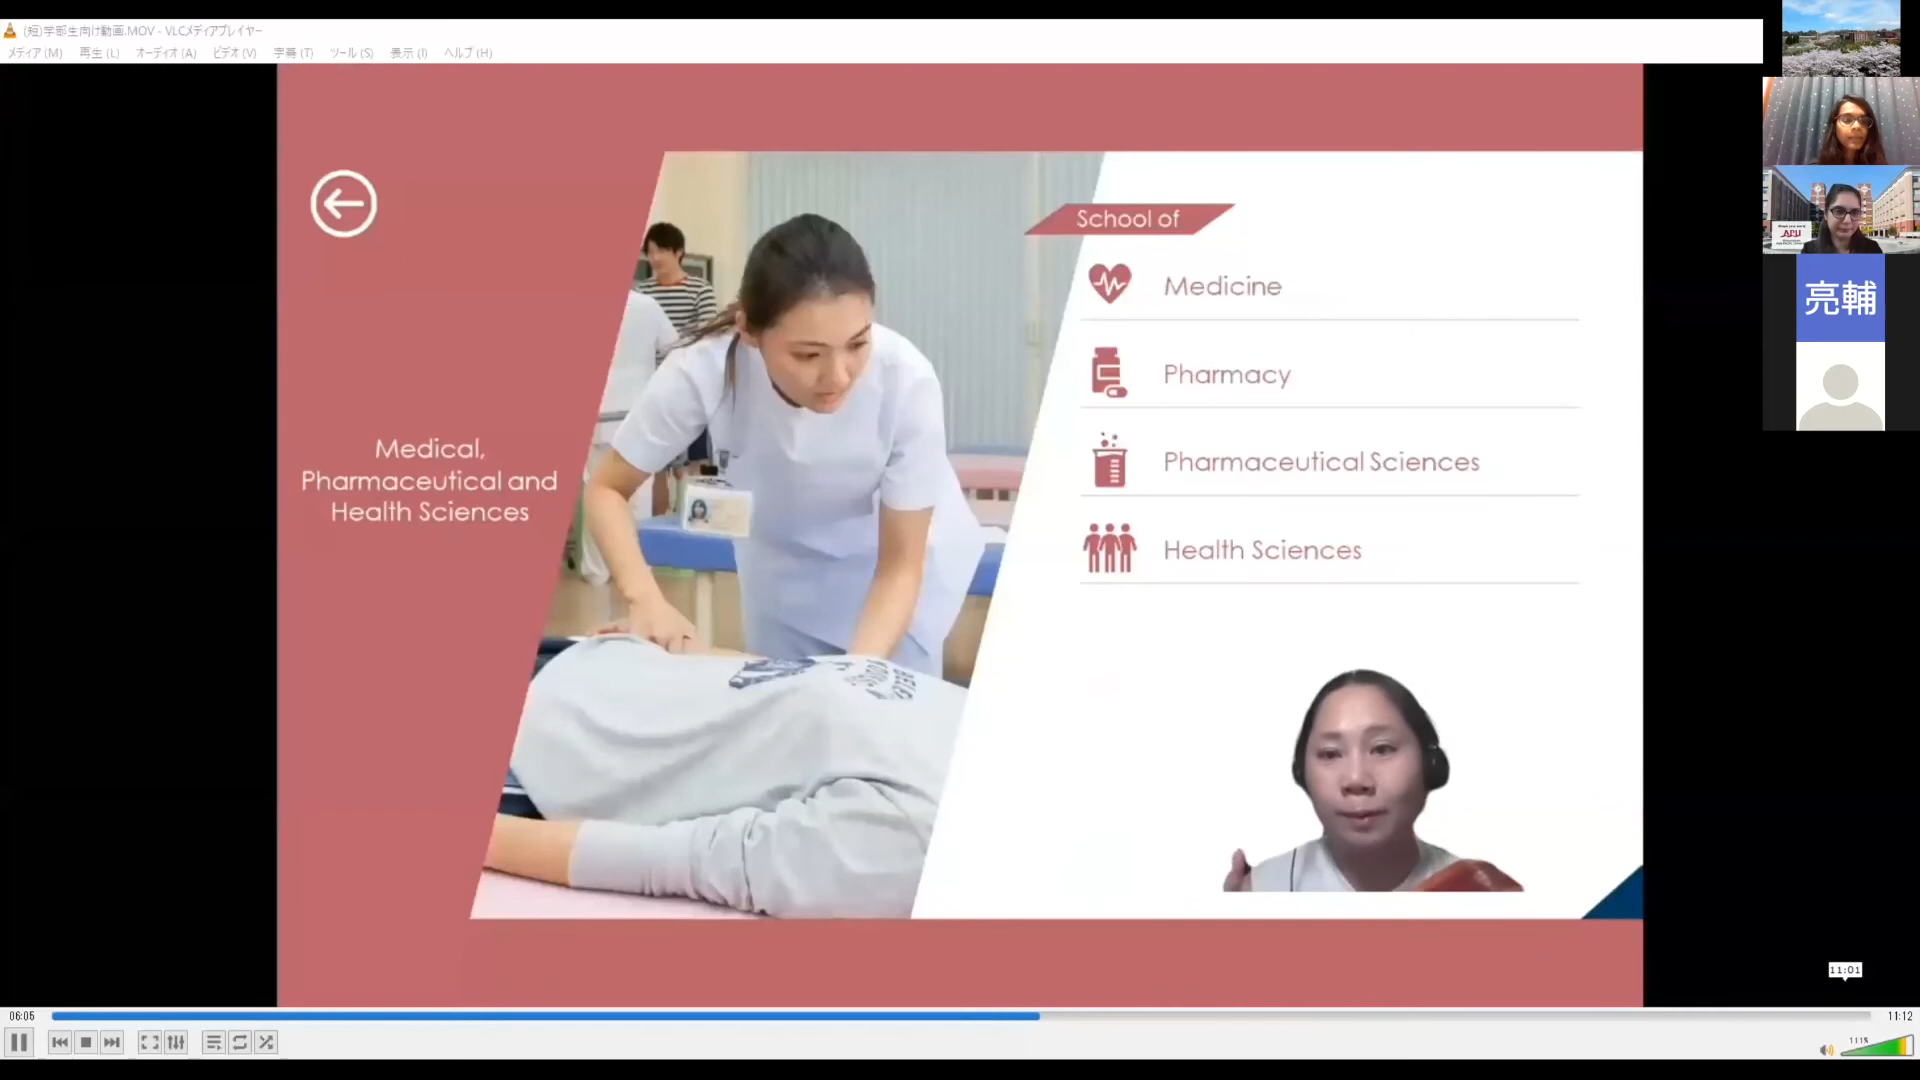 (短)学部生向け動画.MOV - VLCメディアプレイヤー
メディア(M) 再生(L) オーディオ(A) ビデオ(V) 字幕(T) ツール(S) 表示(I) ヘルプ(H)
School of
Medicine
Pharmacy
Pharmaceutical Sciences
Health Sciences
Medical,
Pharmaceutical and
Health Sciences
APU
亮輔
11:01
06:05
11:12
111%